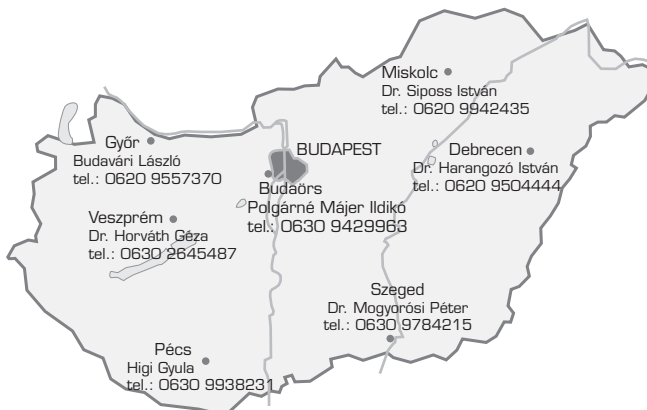 Miskolc
Dr. Siposs István
tel.: 0620 9942435
Győr
Budavári László
tel.: 0620 9557370
BUDAPEST
Debrecen
Dr. Harangozó István
tel.: 0620 9504444
Budaörs
Polgárné Májer Ildikó
tel.: 0630 9429963
Veszprém
Dr. Horváth Géza
tel.: 0630 2645487
Szeged
Dr. Mogyorósi Péter
tel.: 0630 9784215
Pécs
Higi Gyula
tel.: 0630 9938231